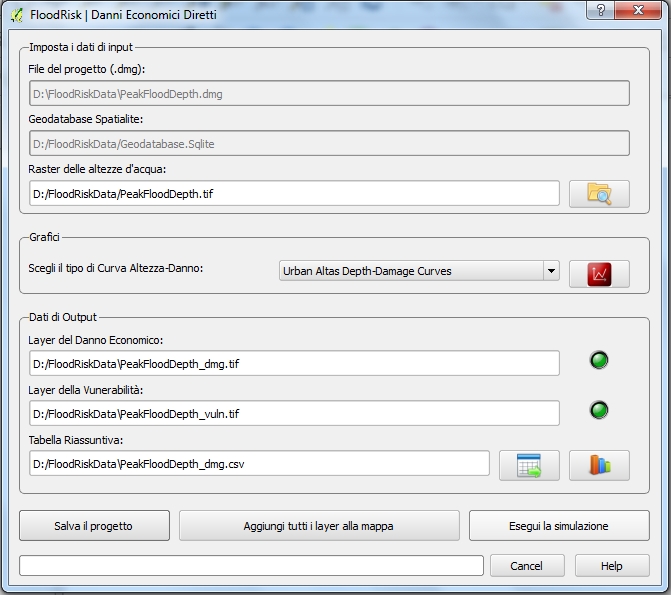 FloodRisk | Danni Economici Diretti
Imposta i dati di input
File del progetto (.dmg):
D:\FloodRiskData\PeakFloodDepth.dmg
Geodatabase Spatialite:
D:/FloodRiskData/Geodatabase.Sqlite
Raster delle altezze d'acqua:
D:/FloodRiskData/PeakFloodDepth.tif
Grafici
Scegli il tipo di Curva Altezza-Danno:
Urban Altas Depth-Damage Curves
Dati di Output
Layer del Danno Economico:
D:/FloodRiskData\PeakFloodDepth_dmg.tif
Layer della Vunerabilità:
D:/FloodRiskData\PeakFloodDepth_vuln.tif
Tabella Riassuntiva:
D:/FloodRiskData\PeakFloodDepth_dmg.csv
Salva il progetto
Aggiungi tutti i layer alla mappa
Esegui la simulazione
Cancel
Help